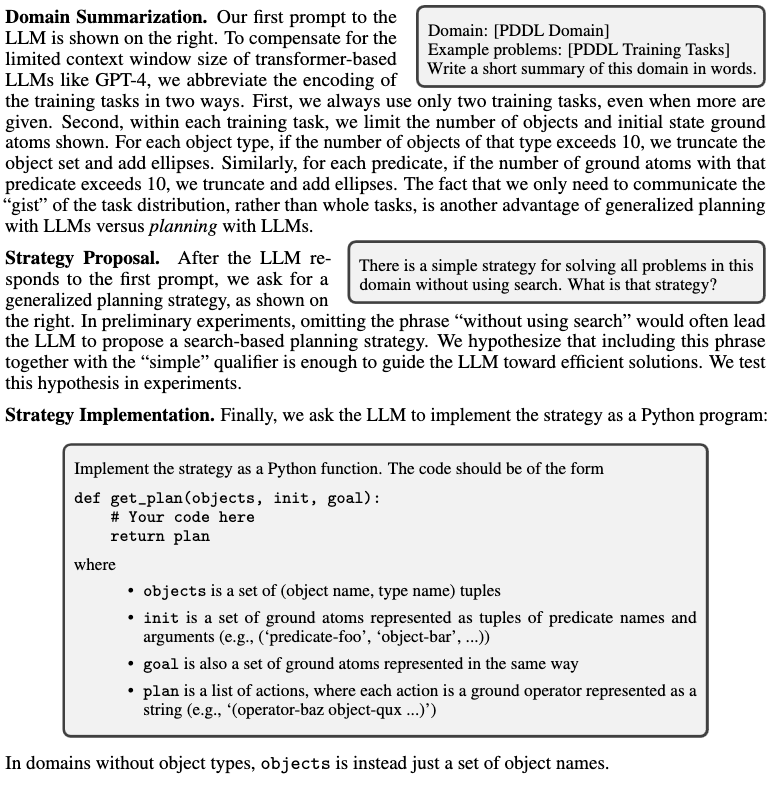 Domain Summarization. Our first prompt to the
LLM is shown on the right. To compensate for the
limited context window size of transformer-based
LLMs like GPT-4, we abbreviate the encoding of
Domain: [PDDL Domain]
Example problems: [PDDL Training Tasks]
Write a short summary of this domain in words.
the training tasks in two ways. First, we always use only two training tasks, even when more are
given. Second, within each training task, we limit the number of objects and initial state ground
atoms shown. For each object type, if the number of objects of that type exceeds 10, we truncate the
object set and add ellipses. Similarly, for each predicate, if the number of ground atoms with that
predicate exceeds 10, we truncate and add ellipses. The fact that we only need to communicate the
“gist” of the task distribution, rather than whole tasks, is another advantage of generalized planning
with LLMs versus planning with LLMs.
Strategy Proposal. After the LLM re-
sponds to the first prompt, we ask for a
generalized planning strategy, as shown on
There is a simple strategy for solving all problems in this
domain without using search. What is that strategy?
the right. In preliminary experiments, omitting the phrase “without using search” would often lead
the LLM to propose a search-based planning strategy. We hypothesize that including this phrase
together with the “simple” qualifier is enough to guide the LLM toward efficient solutions. We test
this hypothesis in experiments.
Strategy Implementation. Finally, we ask the LLM to implement the strategy as a Python program:
Implement the strategy as a Python function. The code should be of the form
def get_plan(objects, init, goal):
    # Your code here
    return plan
where
• objects is a set of (object name, type name) tuples
• init is a set of ground atoms represented as tuples of predicate names and
arguments (e.g., (‘predicate-foo’, ‘object-bar’, ...))
• goal is also a set of ground atoms represented in the same way
• plan is a list of actions, where each action is a ground operator represented as a
string (e.g., ‘(operator-baz object-qux ...)’)
In domains without object types, objects is instead just a set of object names.